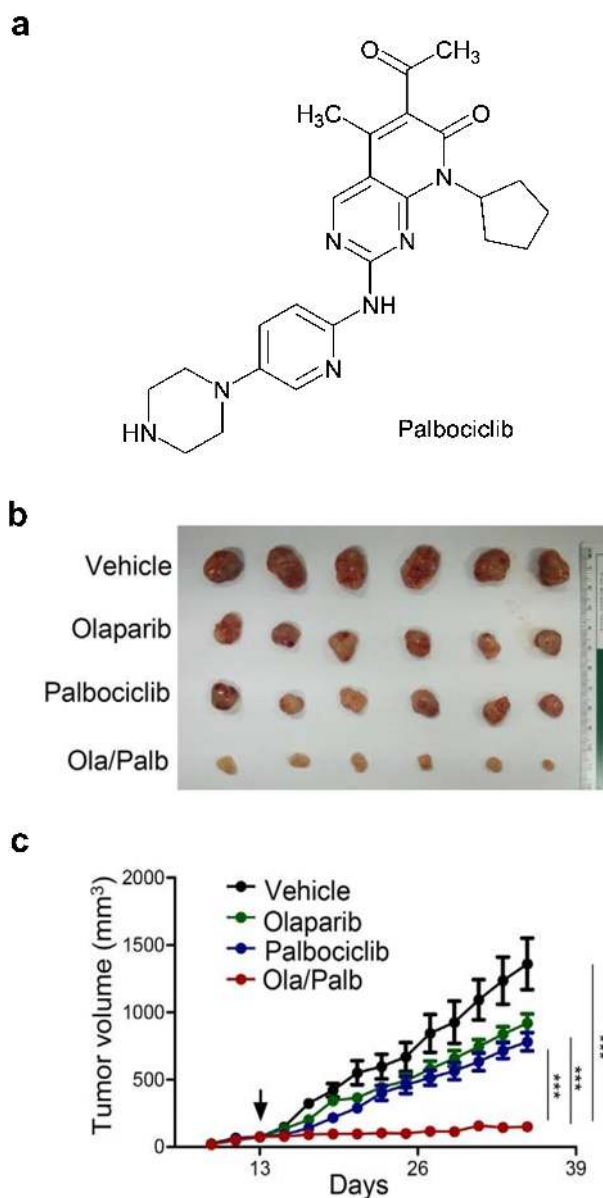 a
O
CH₃
H₃C
O
N
N
N
NH
N
N
HN
Palbociclib
b
Vehicle
Olaparib
Palbociclib
Ola/Palb
c
2000
1500
1000
500
0
Tumor volume (mm³)
Vehicle
Olaparib
Palbociclib
Ola/Palb
***
***
***
13
26
39
Days